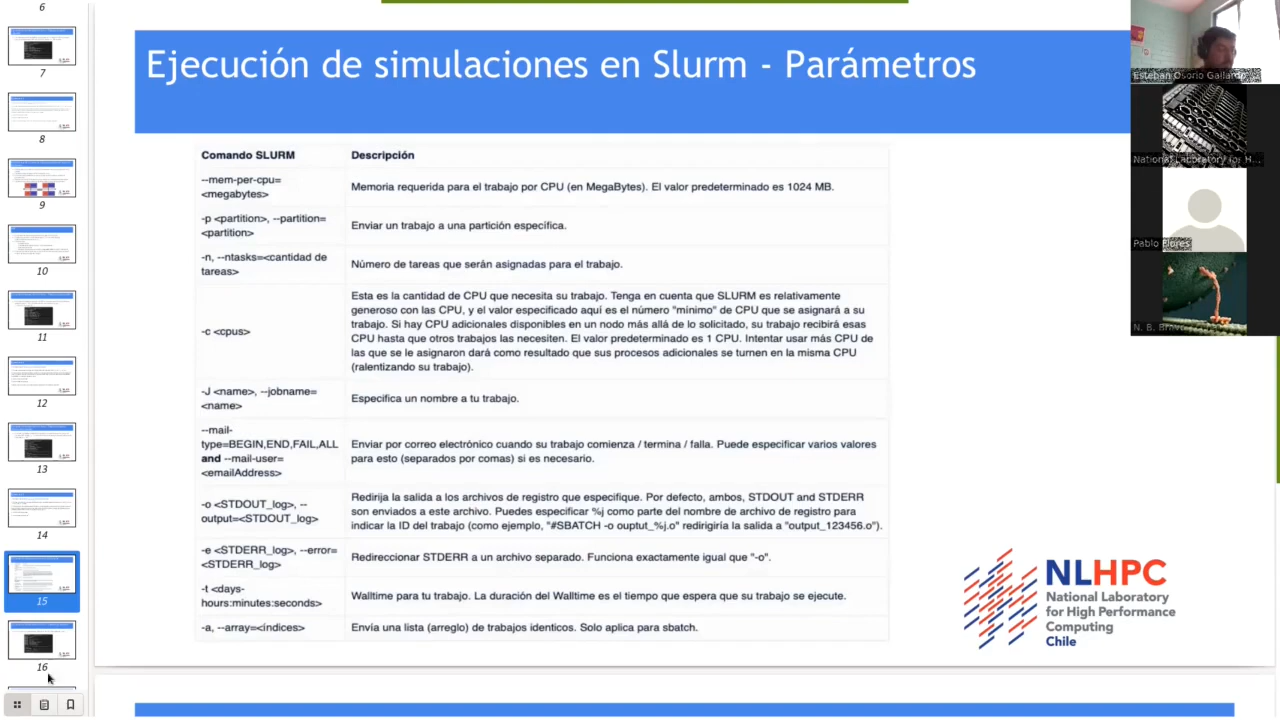 6
7
8
9
10
11
12
13
14
15
16
Ejecución de simulaciones en Slurm - Parámetros
Comando SLURM
Descripción
--mem-per-cpu=
<megabytes>
Memoria requerida para el trabajo por CPU (en MegaBytes). El valor predeterminado es 1024 MB.
-p <partition>, --partition=
<partition>
Enviar un trabajo a una partición específica.
-n, --ntasks=<cantidad de
tareas>
Número de tareas que serán asignadas para el trabajo.
-c <cpus>
Esta es la cantidad de CPU que necesita su trabajo. Tenga en cuenta que SLURM es relativamente
generoso con las CPU, y el valor especificado aquí es el número "mínimo" de CPU que se asignará a su
trabajo. Si hay CPU adicionales disponibles en un nodo más allá de lo solicitado, su trabajo recibirá esas
CPU hasta que otros trabajos las necesiten. El valor predeterminado es 1 CPU. Intentar usar más CPU de
las que se le asignaron dará como resultado que sus procesos adicionales se turnen en la misma CPU
(ralentizando su trabajo).
-J <name>, --jobname=
<name>
Especifica un nombre a tu trabajo.
--mail-
type=BEGIN,END,FAIL,ALL
and --mail-user=
<emailAddress>
Enviar por correo electrónico cuando su trabajo comienza / termina / falla. Puede especificar varios valores
para esto (separados por comas) si es necesario.
-o <STDOUT_log>, --
output=<STDOUT_log>
Redirija la salida a los archivos de registro que especifique. Por defecto, ambos, STDOUT and STDERR
son enviados a este archivo. Puedes especificar %j como parte del nombre de archivo de registro para
indicar la ID del trabajo (como ejemplo, "#SBATCH -o ouptut_%j.o" redirigiría la salida a "output_123456.o").
-e <STDERR_log>, --error=
<STDERR_log>
Redireccionar STDERR a un archivo separado. Funciona exactamente igual que "-o".
-t <days-
hours:minutes:seconds>
Walltime para tu trabajo. La duración del Walltime es el tiempo que espera que su trabajo se ejecute.
-a, --array=<indices>
Envía una lista (arreglo) de trabajos identicos. Solo aplica para sbatch.
NLHPC
National Laboratory
for High Performance
Computing
Chile
Esteban Osorio Gallardo
National Laboratory for H...
Pablo Flores
N. B.